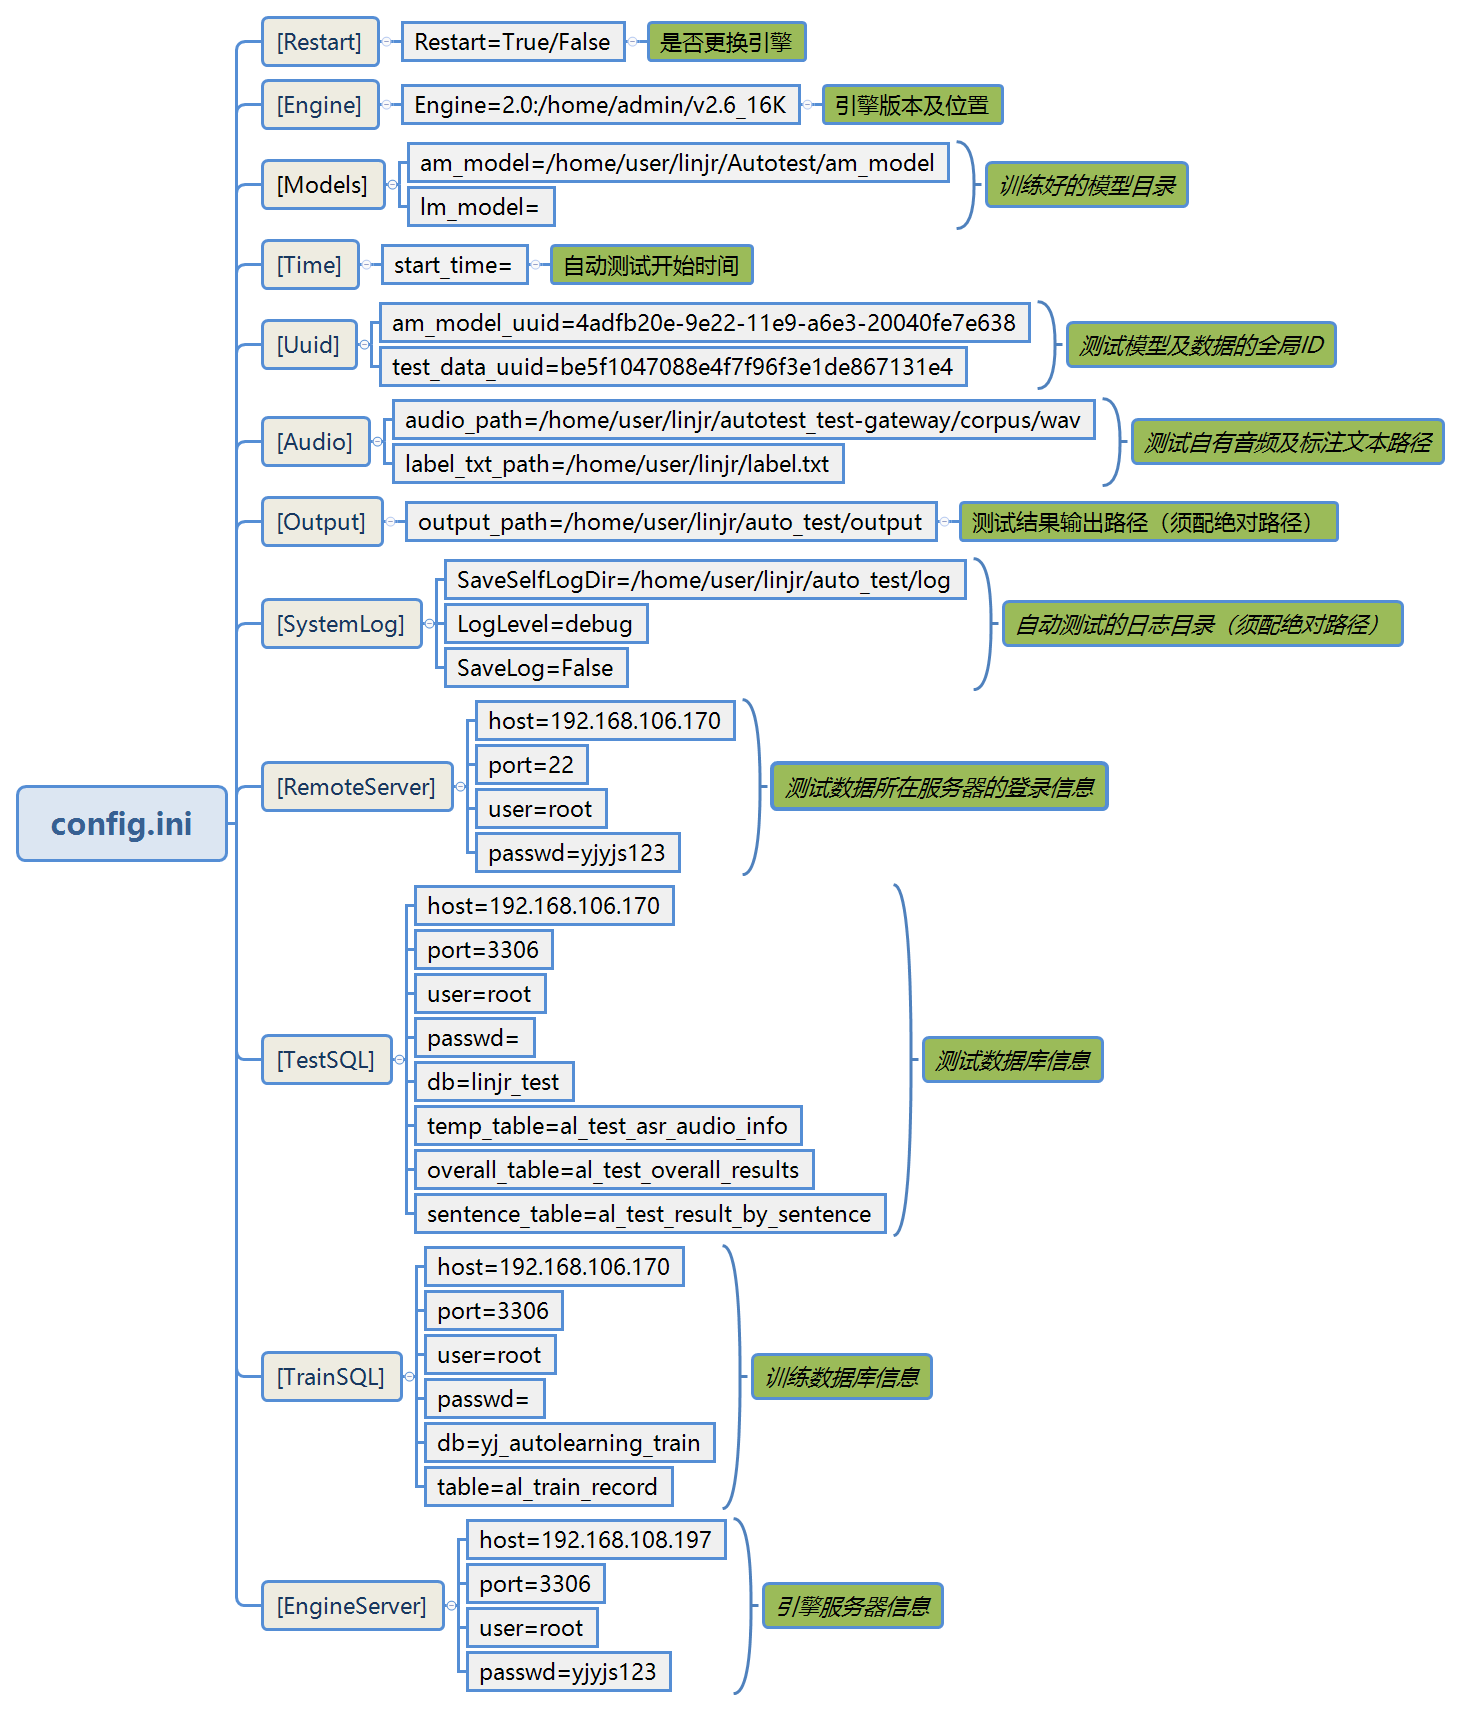 config.ini
[Restart]
Restart=True/False
是否更换引擎
[Engine]
Engine=2.0:/home/admin/v2.6_16K
引擎版本及位置
[Models]
am_model=/home/user/linjr/Autotest/am_model
lm_model=
训练好的模型目录
[Time]
start_time=
自动测试开始时间
[Uuid]
am_model_uuid=4adfb20e-9e22-11e9-a6e3-20040fe7e638
test_data_uuid=be5f1047088e4f7f96f3e1de867131e4
测试模型及数据的全局ID
[Audio]
audio_path=/home/user/linjr/autotest_test-gateway/corpus/wav
label_txt_path=/home/user/linjr/label.txt
测试自有音频及标注文本路径
[Output]
output_path=/home/user/linjr/auto_test/output
测试结果输出路径（须配绝对路径）
[SystemLog]
SaveSelfLogDir=/home/user/linjr/auto_test/log
LogLevel=debug
SaveLog=False
自动测试的日志目录（须配绝对路径）
[RemoteServer]
host=192.168.106.170
port=22
user=root
passwd=yjyjs123
测试数据所在服务器的登录信息
[TestSQL]
host=192.168.106.170
port=3306
user=root
passwd=
db=linjr_test
temp_table=al_test_asr_audio_info
overall_table=al_test_overall_results
sentence_table=al_test_result_by_sentence
测试数据库信息
[TrainSQL]
host=192.168.106.170
port=3306
user=root
passwd=
db=yj_autolearning_train
table=al_train_record
训练数据库信息
[EngineServer]
host=192.168.108.197
port=3306
user=root
passwd=yjyjs123
引擎服务器信息